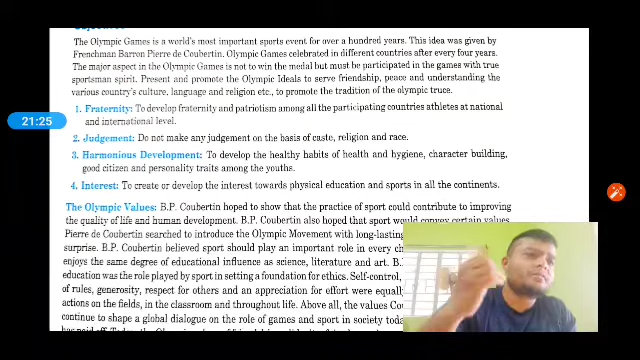 The Olympic Games is a world's most important sports event for over a hundred years. This idea was given by
Frenchman Barron Pierre de Coubertin. Olympic Games celebrated in different countries after every four years.
The major aspect in the Olympic Games is not to win the medal but must be participated in the games with true
sportsman spirit. Present and promote the Olympic Ideals to serve friendship, peace and understanding the
various country's culture, language and religion etc., to promote the tradition of the olympic truce.
1. Fraternity: To develop fraternity and patriotism among all the participating countries athletes at national
and international level.
21:25
2. Judgement: Do not make any judgement on the basis of caste, religion and race.
3. Harmonious Development: To develop the healthy habits of health and hygiene, character building,
good citizen and personality traits among the youths.
4. Interest: To create or develop the interest towards physical education and sports in all the continents.
The Olympic Values: B.P. Coubertin hoped to show that the practice of sport could contribute to improving
the quality of life and human development. B.P. Coubertin also hoped that sport would convey certain values.
Pierre de Coubertin searched to introduce the Olympic Movement with long-lasting
surprise. B.P. Coubertin believed sport should play an important role in every
enjoys the same degree of educational influence as science, literature and art. B.
education was the role played by sport in setting a foundation for ethics. Self-control,
of rules, generosity, respect for others and an appreciation for effort were equally
actions on the fields, in the classroom and throughout life. Above all, the values
continue to shape a global dialogue on the role of games and sport in society